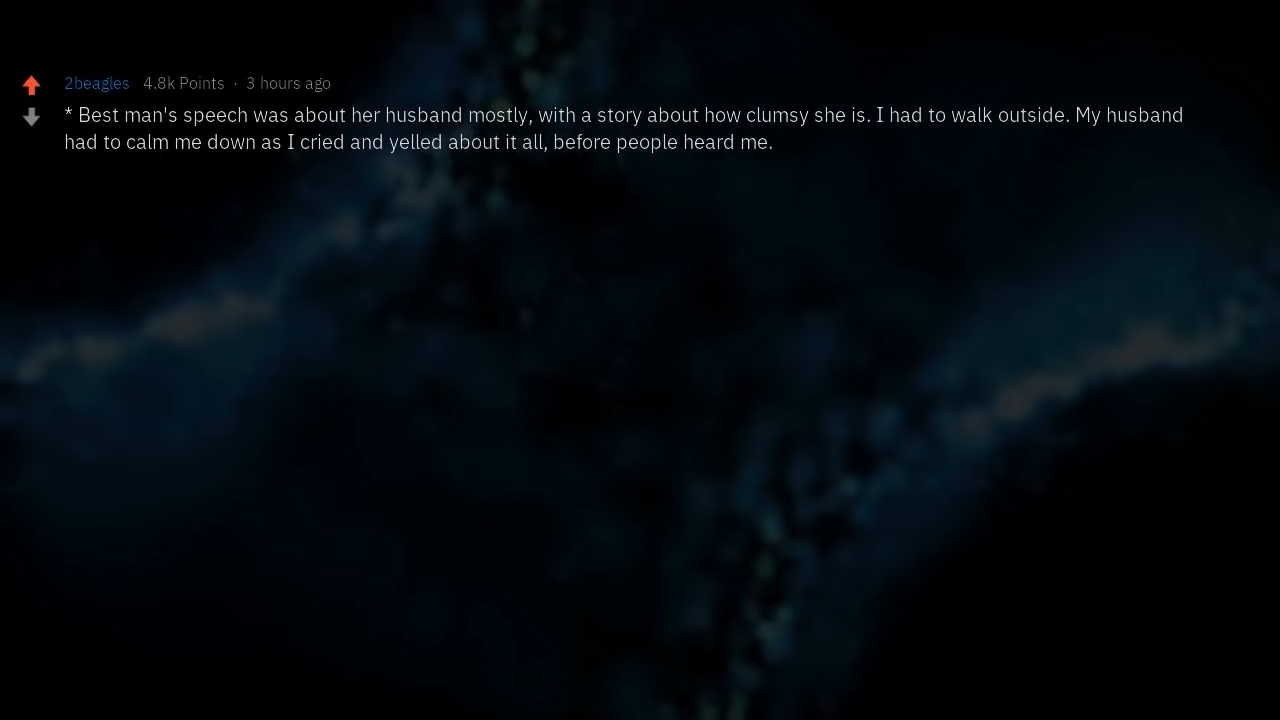 2beagles 4.8k Points · 3 hours ago
* Best man's speech was about her husband mostly, with a story about how clumsy she is. I had to walk outside. My husband
had to calm me down as I cried and yelled about it all, before people heard me.